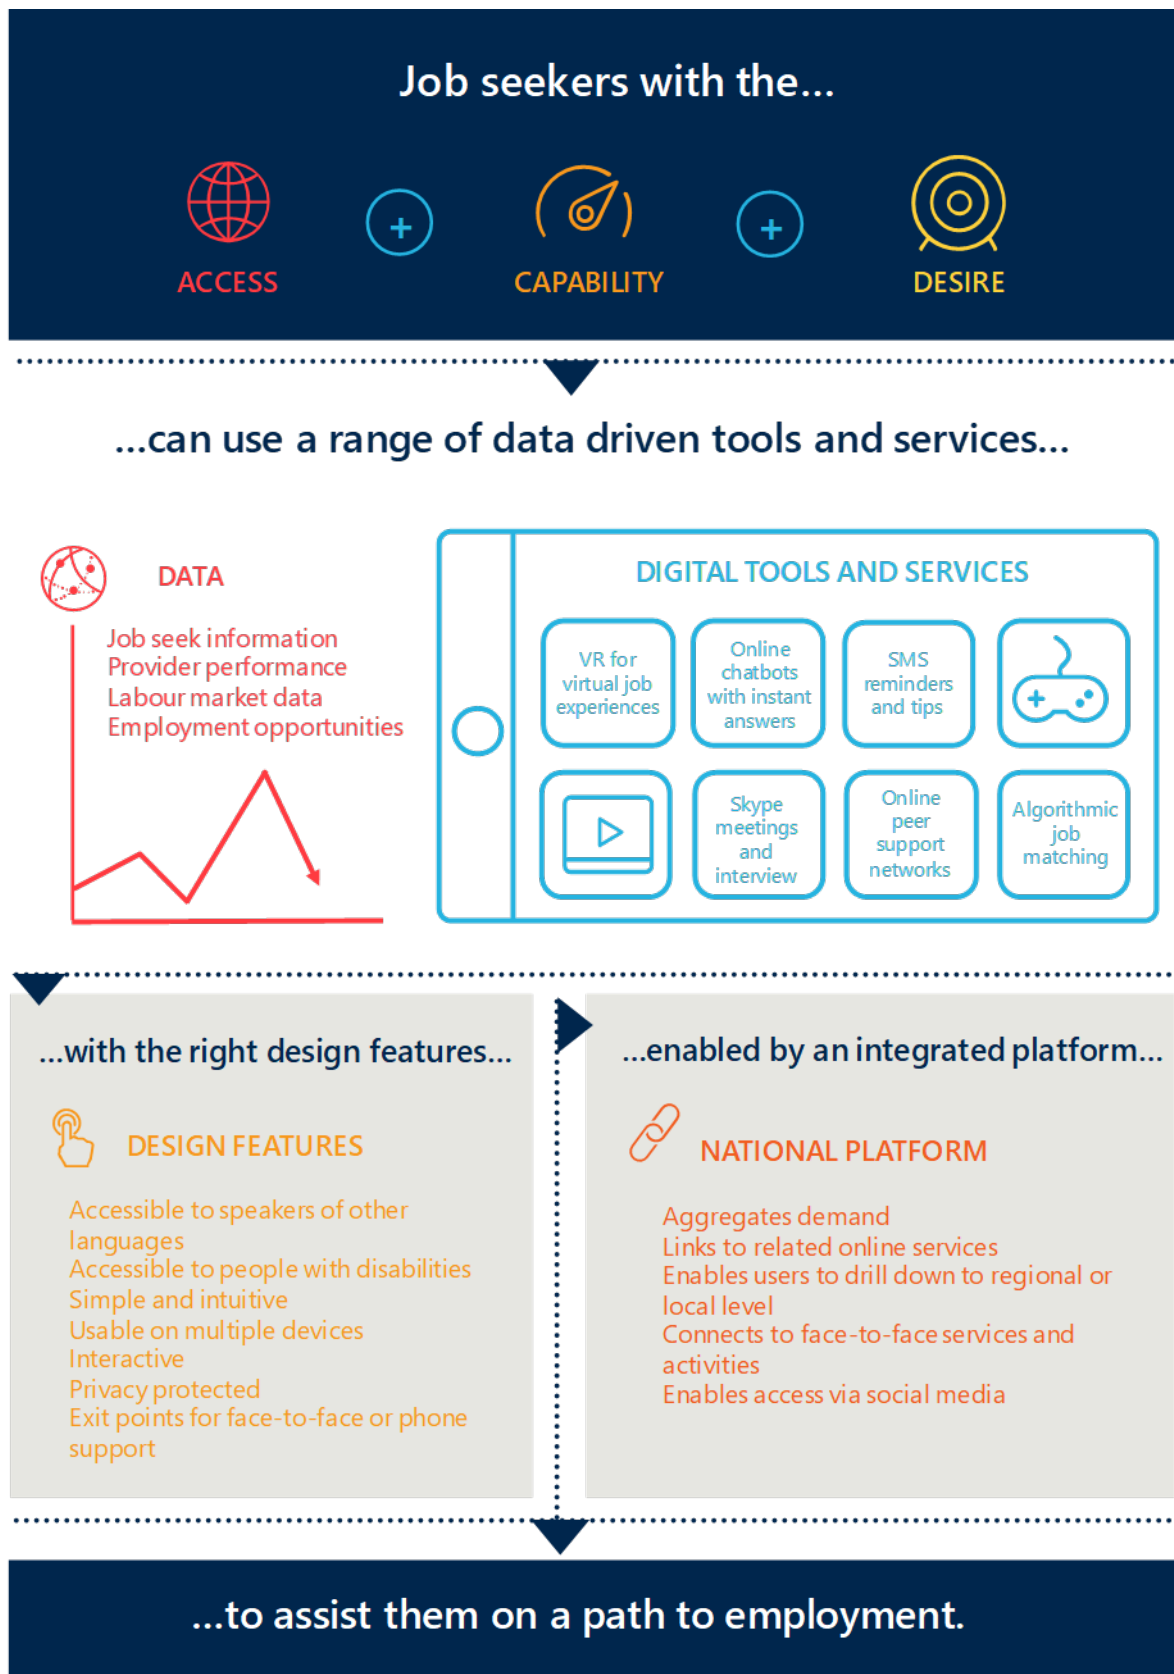 Job seekers with the...
+
+
ACCESS
CAPABILITY
DESIRE
...can use a range of data driven tools and services...
DATA
Job seek information
Provider performance
Labour market data
Employment opportunities
DIGITAL TOOLS AND SERVICES
VR for
virtual job
experiences
Online
chatbots
with instant
answers
SMS
reminders
and tips
Skype
meetings
and
interview
Online
peer
support
networks
Algorithmic
job
matching
...with the right design features...
DESIGN FEATURES
Accessible to speakers of other
languages
Accessible to people with disabilities
Simple and intuitive
Usable on multiple devices
Interactive
Privacy protected
Exit points for face-to-face or phone
support
...enabled by an integrated platform...
NATIONAL PLATFORM
Aggregates demand
Links to related online services
Enables users to drill down to regional or
local level
Connects to face-to-face services and
activities
Enables access via social media
...to assist them on a path to employment.